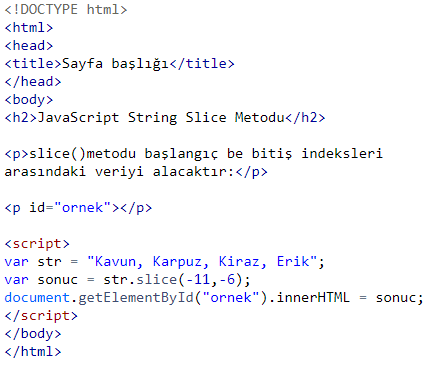 <!DOCTYPE html>
<html>
<head>
<title>Sayfa başlığı</title>
</head>
<body>
<h2>JavaScript String Slice Metodu</h2>
<p>slice()metodu başlangıç be bitiş indeksleri
arasındaki veriyi alacaktır:</p>
<p id="ornek"></p>
<script>
var str = "Kavun, Karpuz, Kiraz, Erik";
var sonuc = str.slice(-11,-6);
document.getElementById("ornek").innerHTML = sonuc;
</script>
</body>
</html>